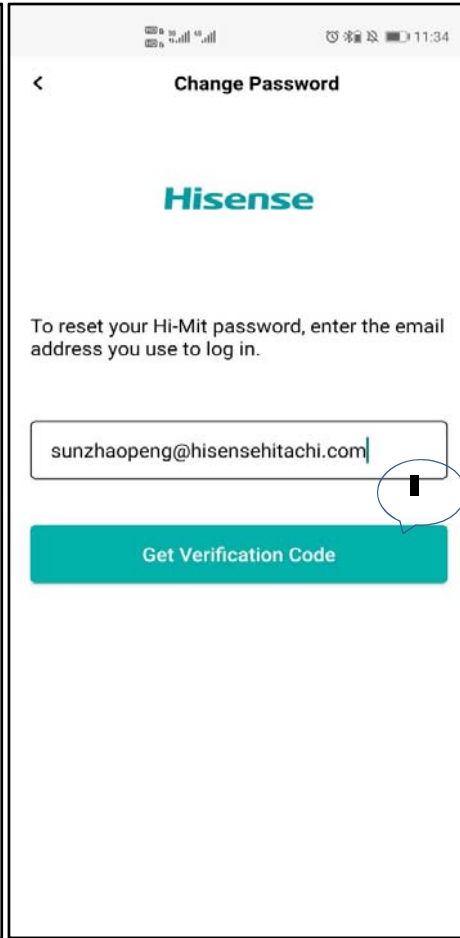 11:34
Change Password
Hisense
To reset your Hi-Mit password, enter the email
address you use to log in.
sunzhaopeng@hisensehitachi.com
Get Verification Code